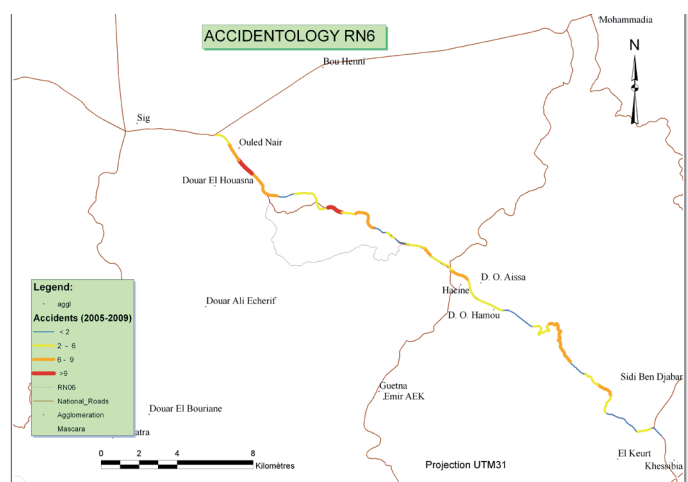 Mohammadia
ACCIDENTOLOGY RN6
N
Bou Henni
Sig
Ouled Nair
Douar El Houasna
D. O. Aissa
Hacine
Legend:
aggl
Douar Ali Echerif
D. O. Hamou
Accidents (2005-2009)
< 2
2 - 6
6 - 9
>9
Sidi Ben Djabar
RN06
Guetna
National_Roads
Emir AEK
Agglomeration
Douar El Bouriane
Mascara
atra
El Keurt
0 2 4 8
Kilomètres
Projection UTM31
Khessibia